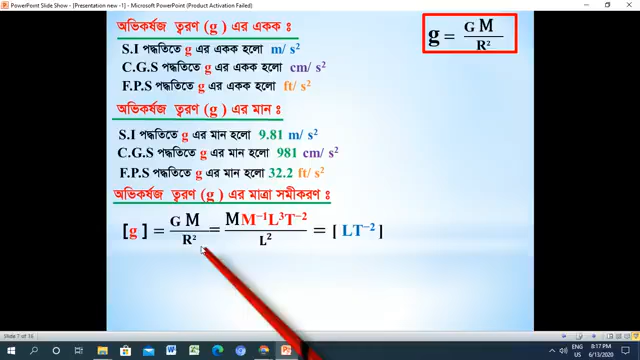 PowerPoint Slide Show - [Presentation new -1] - Microsoft PowerPoint (Product Activation Failed)
অভিকর্ষজ ত্বরণ (g) এর একক ঃ
S.I পদ্ধতিতে g এর একক হলো m/ s²
C.G.S পদ্ধতিতে g এর একক হলো cm/ s²
F.P.S পদ্ধতিতে g এর একক হলো ft/ s²
g = G M / R²
অভিকর্ষজ ত্বরণ (g) এর মান ঃ
S.I পদ্ধতিতে g এর মান হলো 9.81 m/ s²
C.G.S পদ্ধতিতে g এর মান হলো 981 cm/ s²
F.P.S পদ্ধতিতে g এর মান হলো 32.2 ft/ s²
অভিকর্ষজ ত্বরণ (g) এর মাত্রা সমীকরণ ঃ
[g] = G M / R² = M M⁻¹L³T⁻² / L² = [ LT⁻² ]
Slide 7 of 16
ENG
8:17 PM
6/13/2020